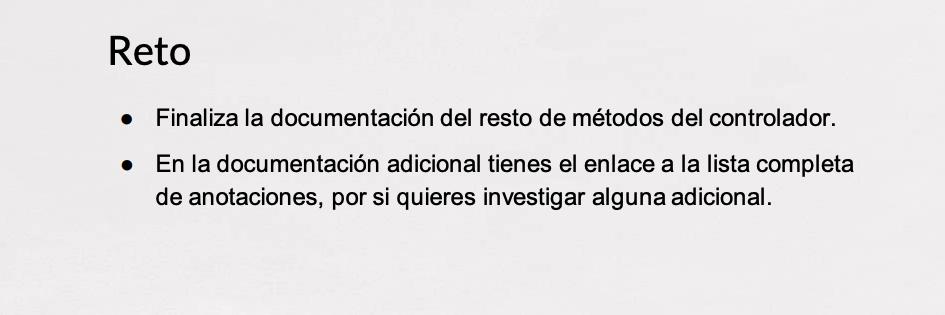 Reto
● Finaliza la documentación del resto de métodos del controlador.
● En la documentación adicional tienes el enlace a la lista completa
de anotaciones, por si quieres investigar alguna adicional.